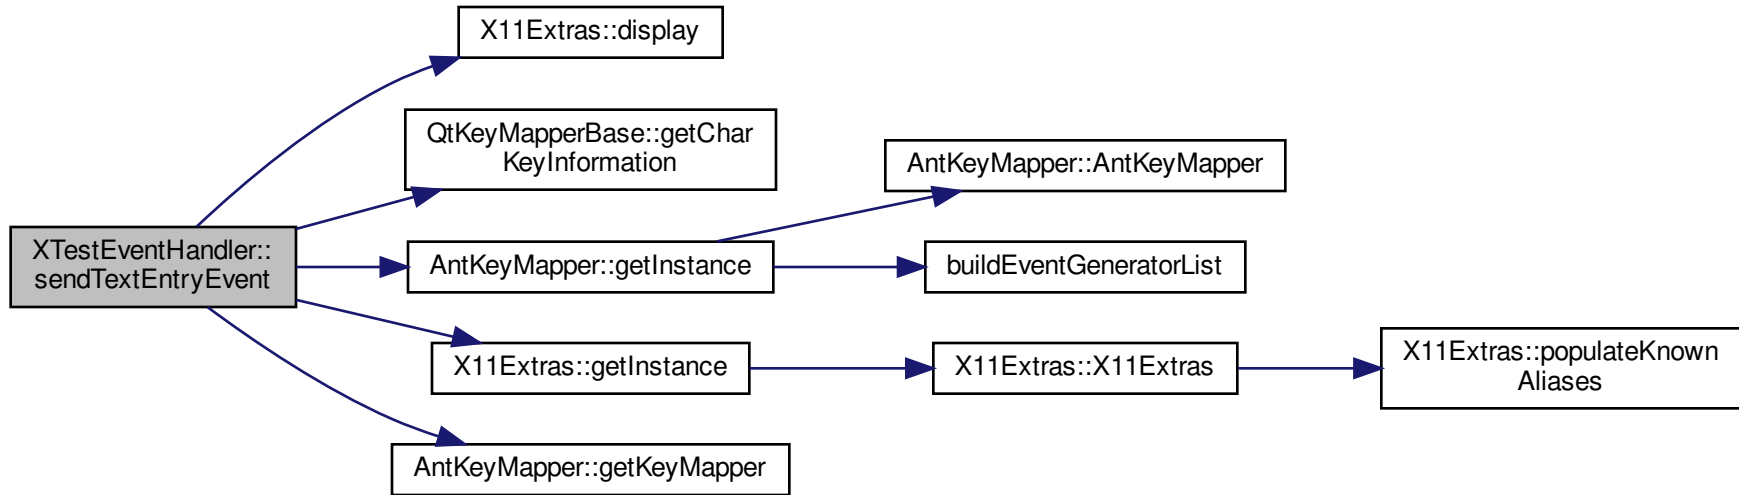 X11Extras::display
QtKeyMapperBase::getChar
KeyInformation
AntKeyMapper::AntKeyMapper
XTestEventHandler::
sendTextEntryEvent
AntKeyMapper::getInstance
buildEventGeneratorList
X11Extras::getInstance
X11Extras::X11Extras
X11Extras::populateKnown
Aliases
AntKeyMapper::getKeyMapper